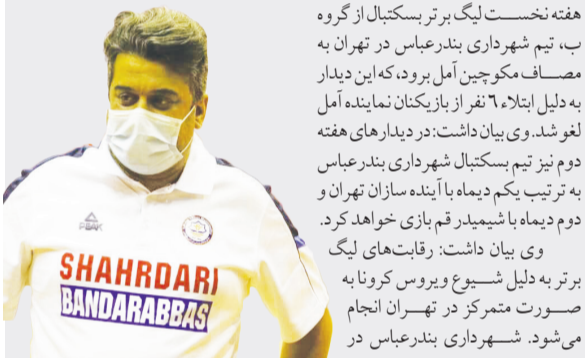 هفته نخست لیگ برتر بسکتبال از گروه
ب، تیم شهرداری بندرعباس در تهران به
مصاف مکوچین آمل برود، که این دیدار
به دلیل ابتلاء ۶ نفر از بازیکنان نماینده آمل
لغو شد. وی بیان داشت: در دیدارهای هفته
دوم نیز تیم بسکتبال شهرداری بندرعباس
به ترتیب یکم دیماه با آینده سازان تهران و
دوم دیماه با شیمیدر قم بازی خواهد کرد.
وی بیان داشت: رقابت‌های لیگ
برتر به دلیل شیوع ویروس کرونا به
صورت متمرکز در تهران انجام
می‌شود. شهرداری بندرعباس در
PEAK
SHAHRDARI
BANDARABBAS